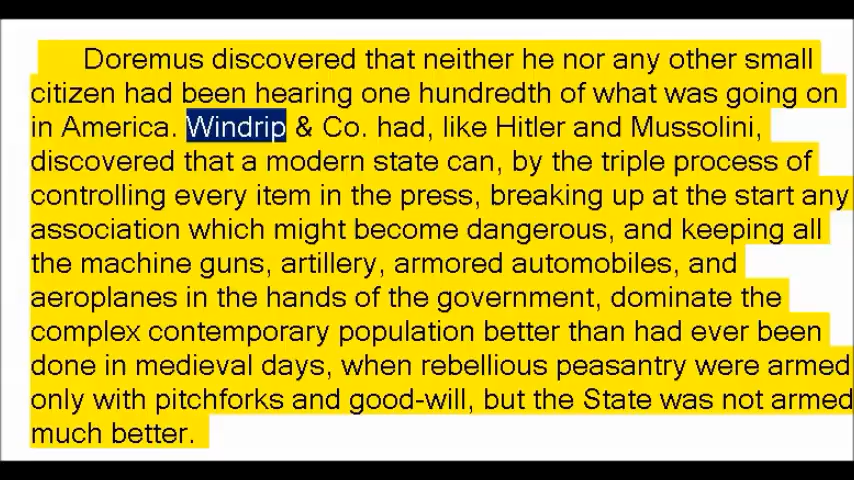 Doremus discovered that neither he nor any other small
citizen had been hearing one hundredth of what was going on
in America. Windrip & Co. had, like Hitler and Mussolini,
discovered that a modern state can, by the triple process of
controlling every item in the press, breaking up at the start any
association which might become dangerous, and keeping all
the machine guns, artillery, armored automobiles, and
aeroplanes in the hands of the government, dominate the
complex contemporary population better than had ever been
done in medieval days, when rebellious peasantry were armed
only with pitchforks and good-will, but the State was not armed
much better.